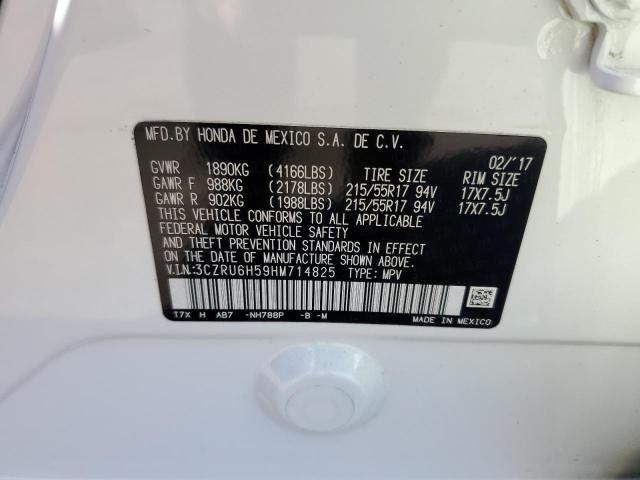 MFD.BY HONDA DE MEXICO S.A. DE C.V.
02/'17
GVWR 1890KG (4166LBS) TIRE SIZE RIM SIZE
GAWR F 988KG (2178LBS) 215/55R17 94V 17X7.5J
GAWR R 902KG (1988LBS) 215/55R17 94V 17X7.5J
THIS VEHICLE CONFORMS TO ALL APPLICABLE
FEDERAL MOTOR VEHICLE SAFETY
AND THEFT PREVENTION STANDARDS IN EFFECT
ON THE DATE OF MANUFACTURE SHOWN ABOVE.
V.I.N:3CZRU6H59HM714825 TYPE: MPV
T7X H AB7 -NH788P -B -M MADE IN MEXICO